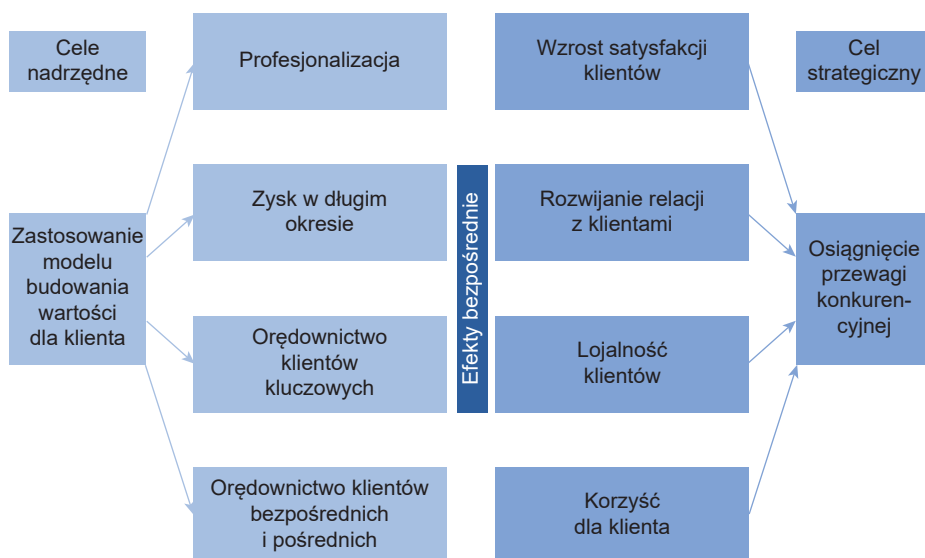 Cele
nadrzędne
Profesjonalizacja
Wzrost satysfakcji
klientów
Cel
strategiczny
Zastosowanie
modelu
budowania
wartości
dla klienta
Zysk w długim
okresie
Efekty bezpośrednie
Rozwijanie relacji
z klientami
Osiągnięcie
przewagi
konkuren-
cyjnej
Orędownictwo
klientów
kluczowych
Lojalność
klientów
Orędownictwo klientów
bezpośrednich
i pośrednich
Korzyść
dla klienta